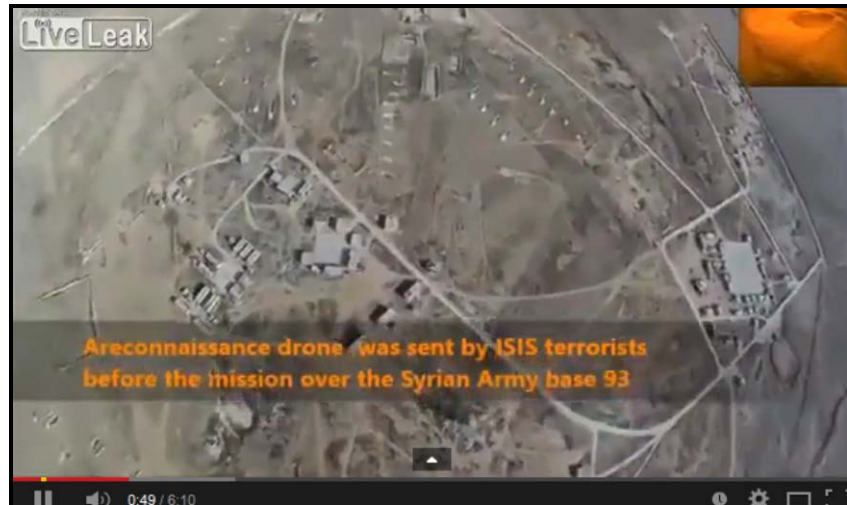 LiveLeak
Areconnaissance drone was sent by ISIS terrorists
before the mission over the Syrian Army base 93
0:49 / 6:10